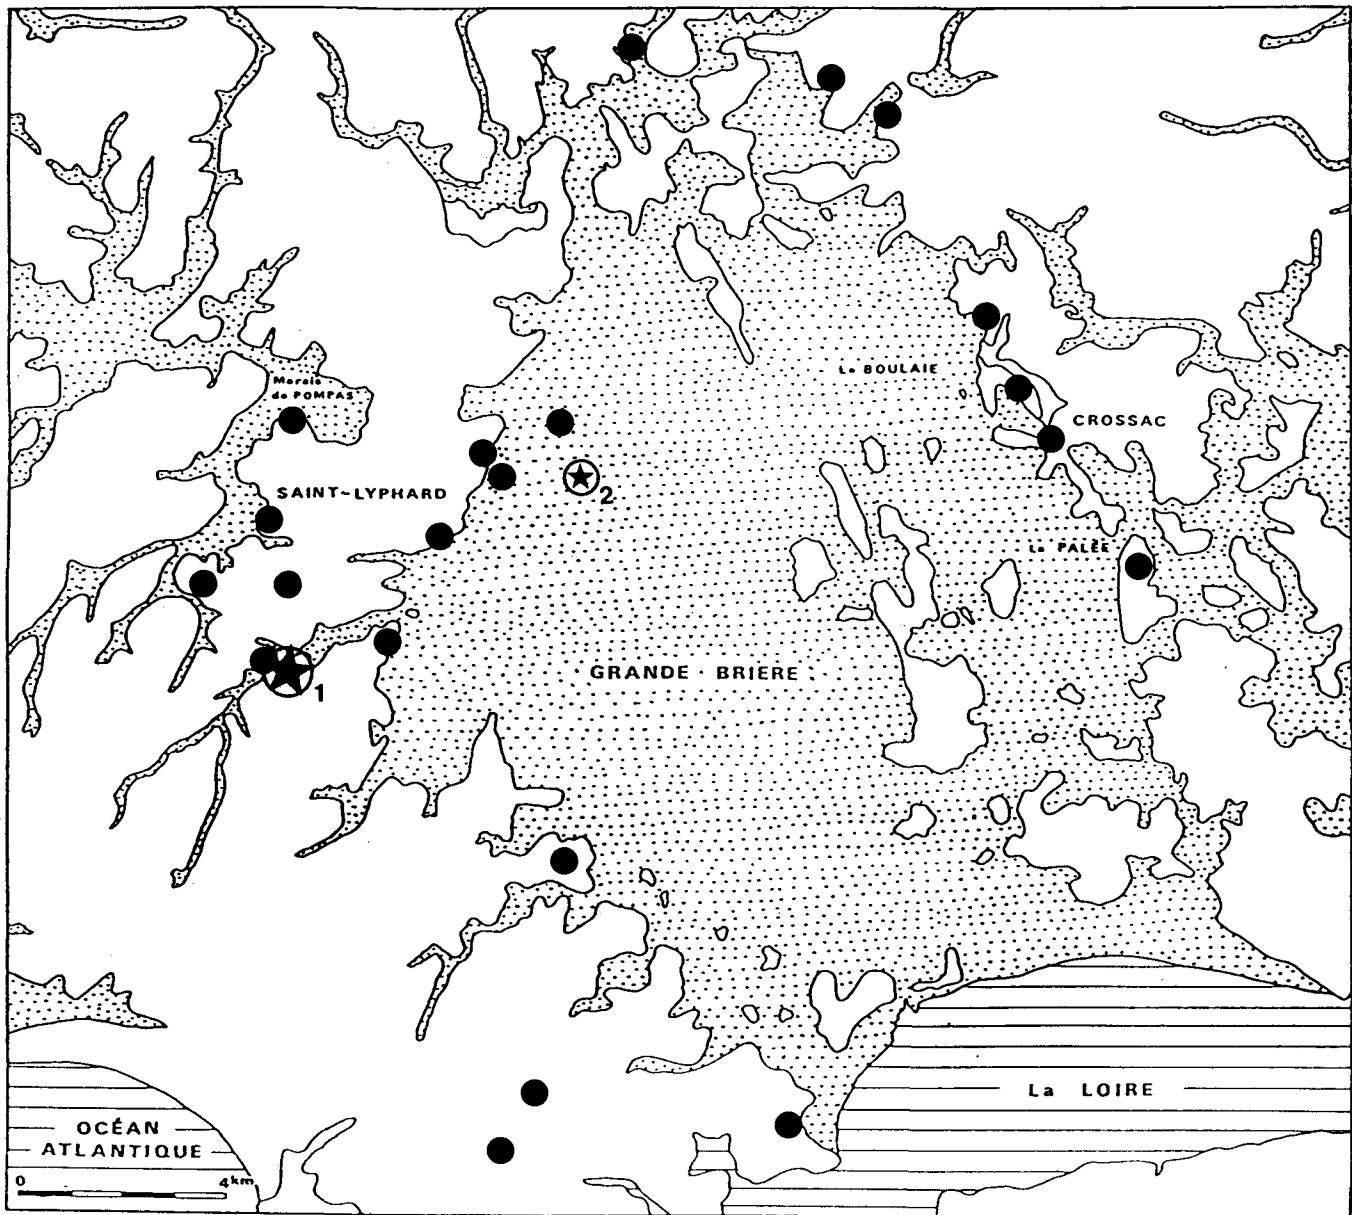 La BOULAIE
Marais
de POMPAS
CROSSAC
SAINT-LYPHARD
2
La PALÉE
GRANDE · BRIERE
1
La LOIRE
OCÉAN
ATLANTIQUE
0 4km